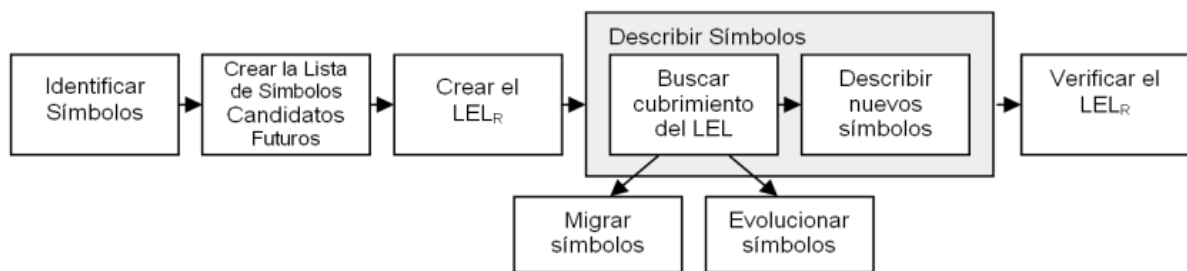 Identificar
Símbolos
Crear la Lista
de Símbolos
Candidatos
Futuros
Crear el
LELR
Describir Símbolos
Buscar
cubrimiento
del LEL
Describir
nuevos
símbolos
Verificar el
LELR
Migrar
símbolos
Evolucionar
símbolos